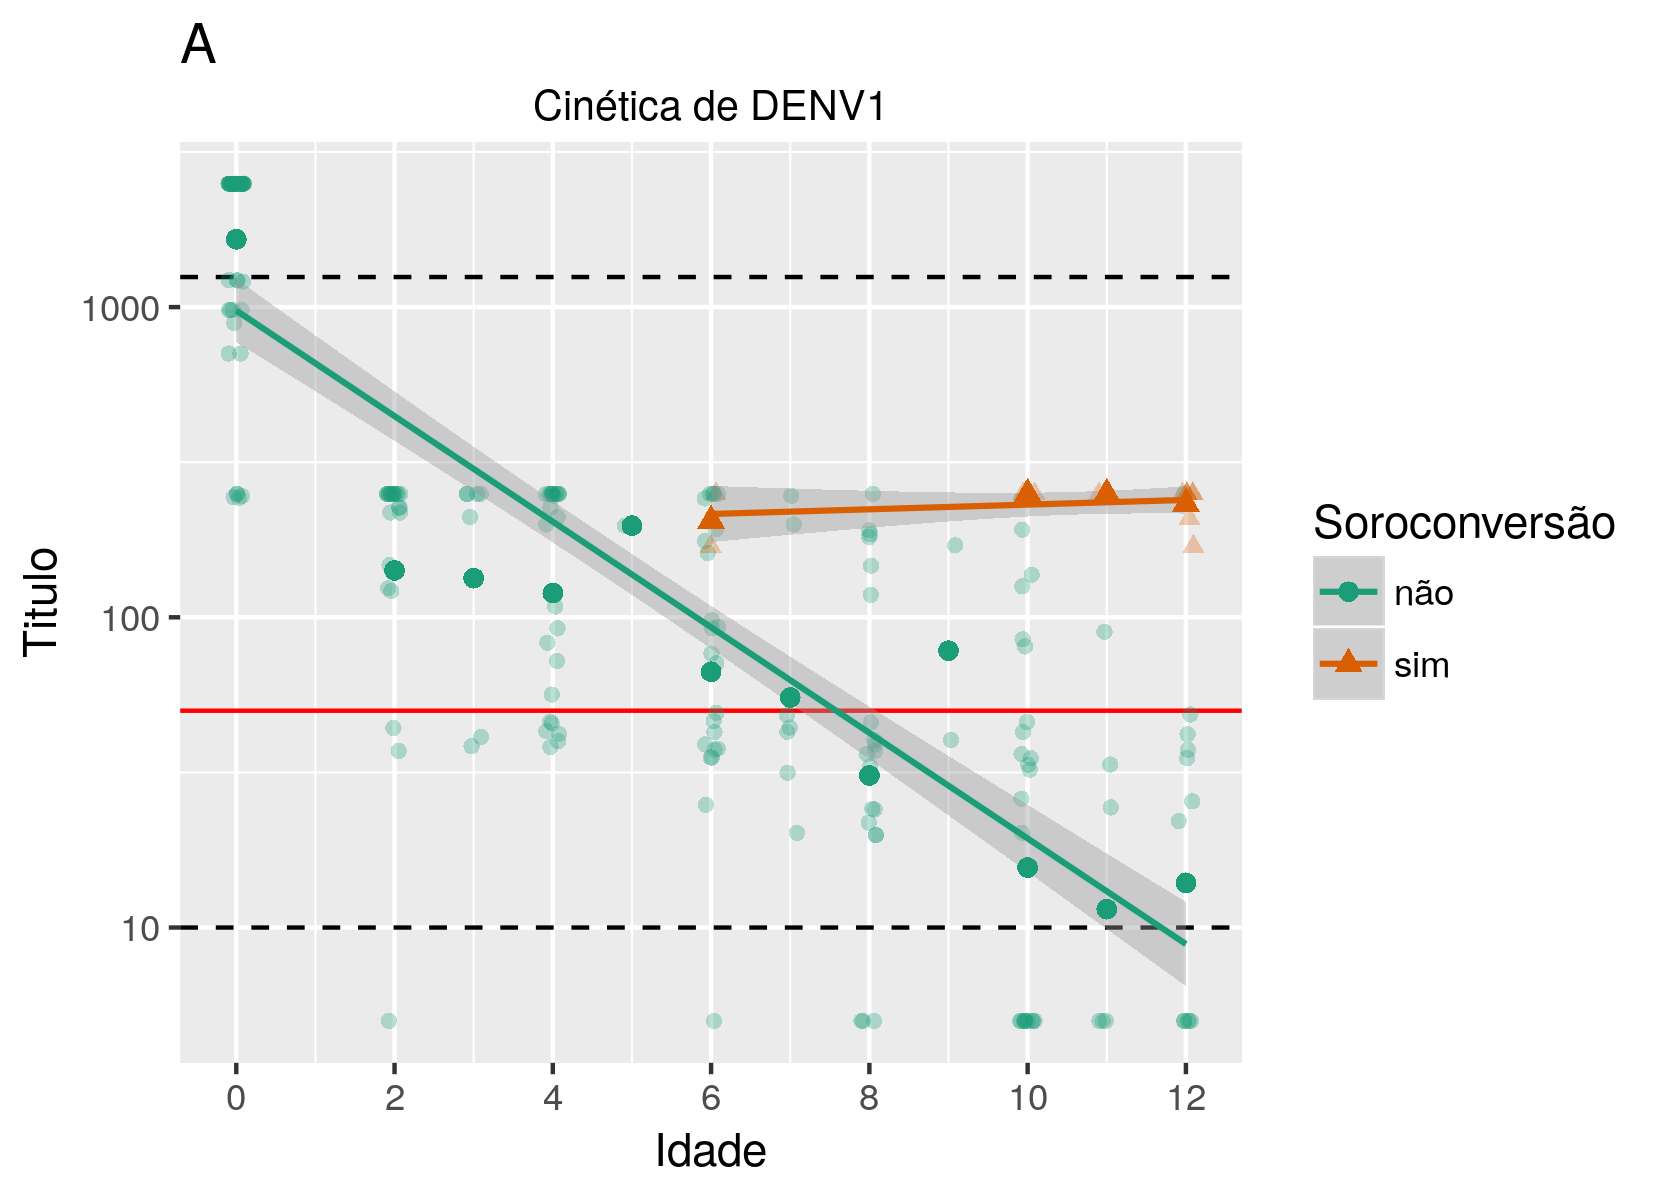 A
Cinética de DENV1
1000
100
10
Titulo
0 2 4 6 8 10 12
Idade
Soroconversão
não
sim